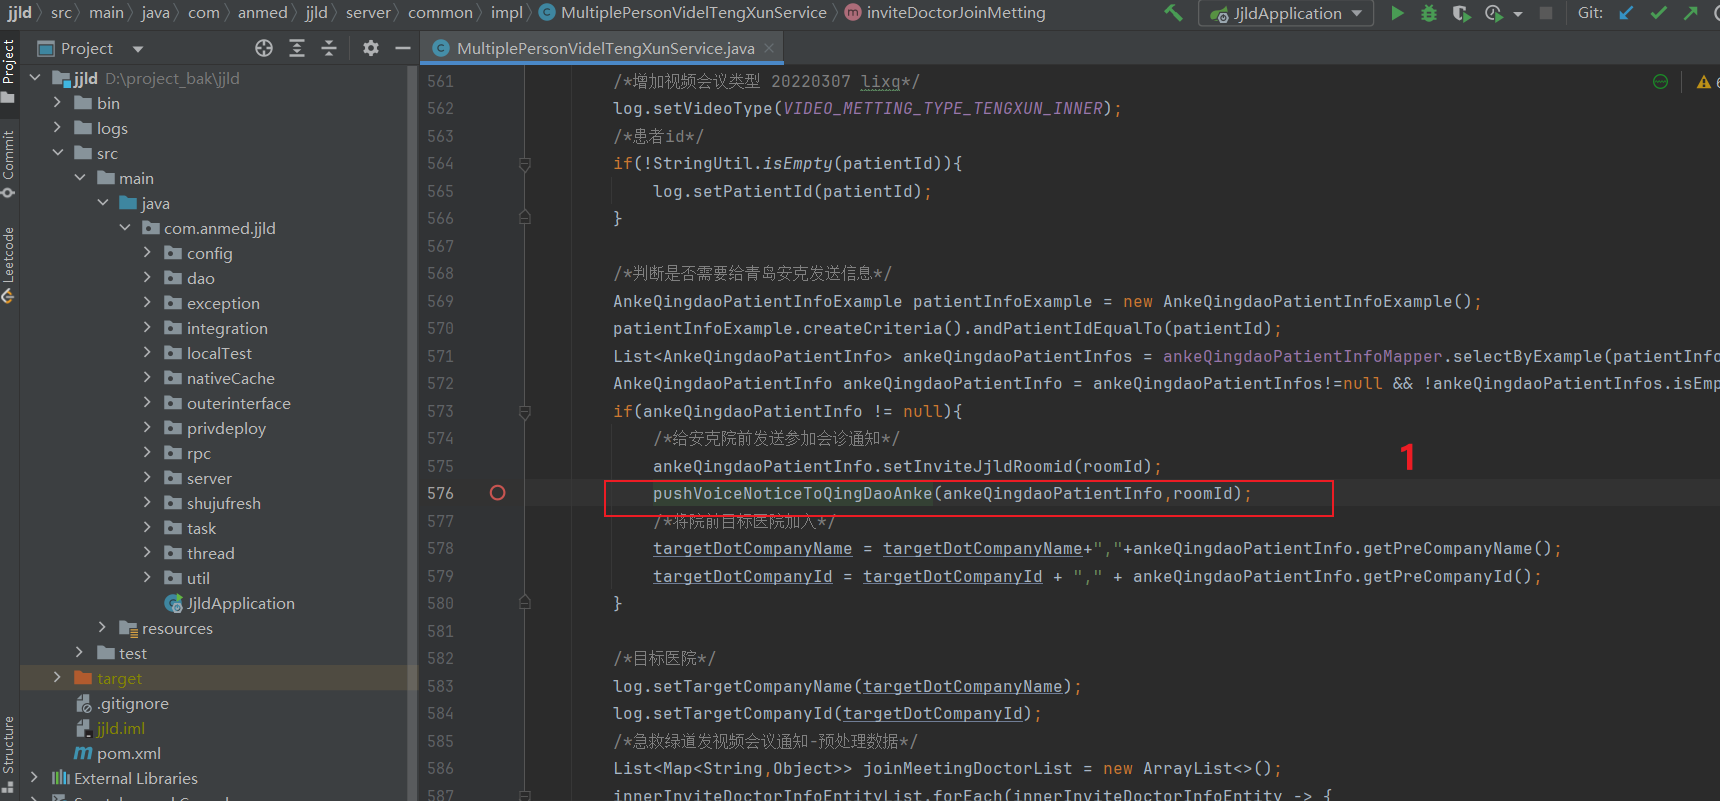 jjld 〉 src 〉 main 〉 java 〉 com 〉 anmed 〉 jjld 〉 server 〉 common 〉 impl 〉 MultiplePersonVidelTengXunService 〉 inviteDoctorJoinMetting
JjldApplication
Git:
Project
MultiplePersonVidelTengXunService.java
Project
Commit
Leetcode
Structure
jjld D:\project_bak\jjld
bin
logs
src
main
java
com.anmed.jjld
config
dao
exception
integration
localTest
nativeCache
outerinterface
privdeploy
rpc
server
shujufresh
task
thread
util
JjldApplication
resources
test
target
.gitignore
jjld.iml
pom.xml
External Libraries
561 /*增加视频会议类型 20220307 lixq*/
562 log.setVideoType(VIDEO_METTING_TYPE_TENGXUN_INNER);
563 /*患者id*/
564 if(!StringUtil.isEmpty(patientId)){
565 log.setPatientId(patientId);
566 }
567
568 /*判断是否需要给青岛安克发送信息*/
569 AnkeQingdaoPatientInfoExample patientInfoExample = new AnkeQingdaoPatientInfoExample();
570 patientInfoExample.createCriteria().andPatientIdEqualTo(patientId);
571 List<AnkeQingdaoPatientInfo> ankeQingdaoPatientInfos = ankeQingdaoPatientInfoMapper.selectByExample(patientInfo
572 AnkeQingdaoPatientInfo ankeQingdaoPatientInfo = ankeQingdaoPatientInfos!=null && !ankeQingdaoPatientInfos.isEmp
573 if(ankeQingdaoPatientInfo != null){
574 /*给安克院前发送参加会诊通知*/
575 ankeQingdaoPatientInfo.setInviteJjldRoomid(roomId);
1
576 pushVoiceNoticeToQingDaoAnke(ankeQingdaoPatientInfo,roomId);
577 /*将院前目标医院加入*/
578 targetDotCompanyName = targetDotCompanyName+","+ankeQingdaoPatientInfo.getPreCompanyName();
579 targetDotCompanyId = targetDotCompanyId + "," + ankeQingdaoPatientInfo.getPreCompanyId();
580 }
581
582 /*目标医院*/
583 log.setTargetCompanyName(targetDotCompanyName);
584 log.setTargetCompanyId(targetDotCompanyId);
585 /*急救绿道发视频会议通知-预处理数据*/
586 List<Map<String,Object>> joinMeetingDoctorList = new ArrayList<>();
587 innerInviteDoctorInfoEntityList.forEach(innerInviteDoctorInfoEntity -> {